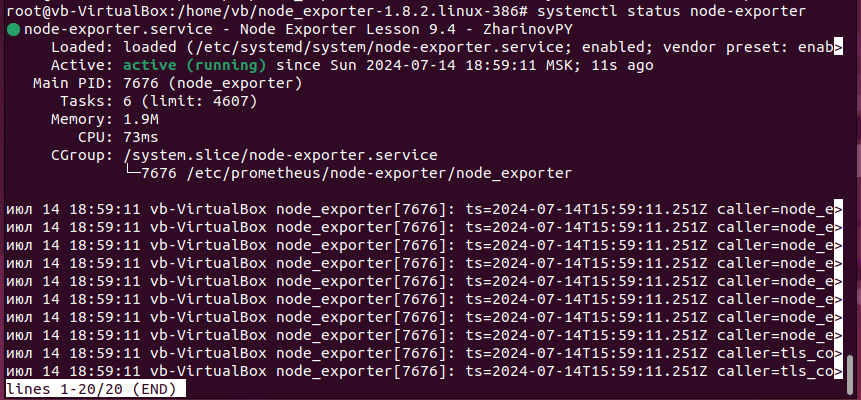 root@vb-VirtualBox:/home/vb/node_exporter-1.8.2.linux-386# systemctl status node-exporter
● node-exporter.service - Node Exporter Lesson 9.4 - ZharinovPY
     Loaded: loaded (/etc/systemd/system/node-exporter.service; enabled; vendor preset: enab>
     Active: active (running) since Sun 2024-07-14 18:59:11 MSK; 11s ago
   Main PID: 7676 (node_exporter)
      Tasks: 6 (limit: 4607)
     Memory: 1.9M
        CPU: 73ms
     CGroup: /system.slice/node-exporter.service
             └─7676 /etc/prometheus/node-exporter/node_exporter

июл 14 18:59:11 vb-VirtualBox node_exporter[7676]: ts=2024-07-14T15:59:11.251Z caller=node_e>
июл 14 18:59:11 vb-VirtualBox node_exporter[7676]: ts=2024-07-14T15:59:11.251Z caller=node_e>
июл 14 18:59:11 vb-VirtualBox node_exporter[7676]: ts=2024-07-14T15:59:11.251Z caller=node_e>
июл 14 18:59:11 vb-VirtualBox node_exporter[7676]: ts=2024-07-14T15:59:11.251Z caller=node_e>
июл 14 18:59:11 vb-VirtualBox node_exporter[7676]: ts=2024-07-14T15:59:11.251Z caller=node_e>
июл 14 18:59:11 vb-VirtualBox node_exporter[7676]: ts=2024-07-14T15:59:11.251Z caller=node_e>
июл 14 18:59:11 vb-VirtualBox node_exporter[7676]: ts=2024-07-14T15:59:11.251Z caller=node_e>
июл 14 18:59:11 vb-VirtualBox node_exporter[7676]: ts=2024-07-14T15:59:11.251Z caller=node_e>
июл 14 18:59:11 vb-VirtualBox node_exporter[7676]: ts=2024-07-14T15:59:11.251Z caller=tls_co>
июл 14 18:59:11 vb-VirtualBox node_exporter[7676]: ts=2024-07-14T15:59:11.251Z caller=tls_co>
lines 1-20/20 (END)